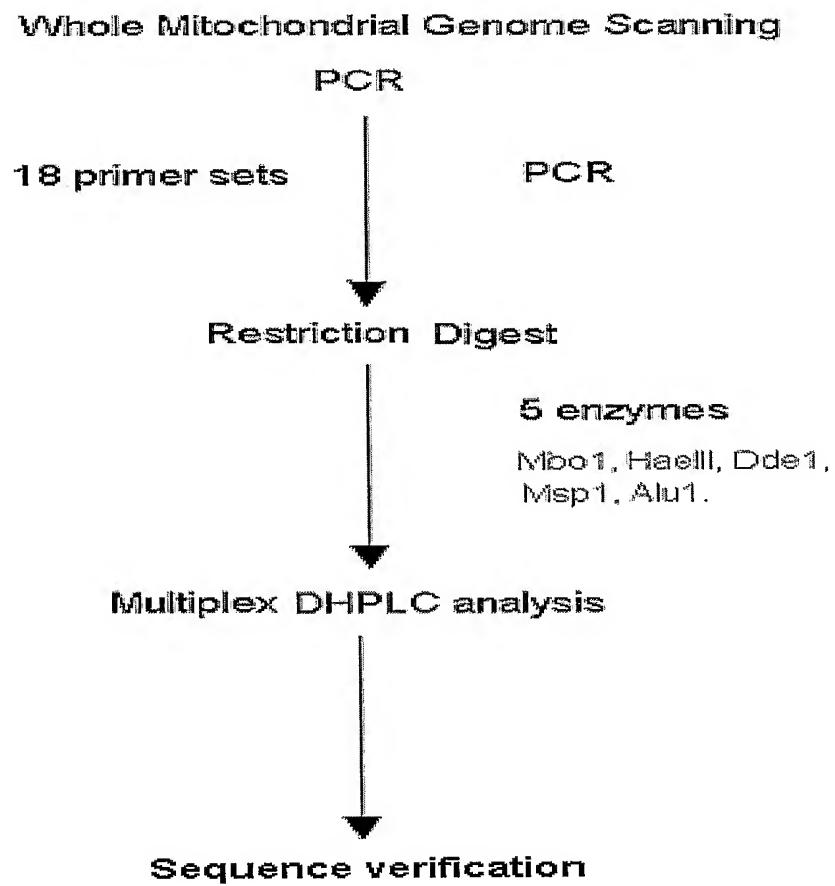 Whole Mitochondrial Genome Scanning
PCR
18 primer sets
PCR
Restriction Digest
5 enzymes
Mbo1, HaeIII, Dde1,
Msp1, Alu1.
Multiplex DHPLC analysis
Sequence verification